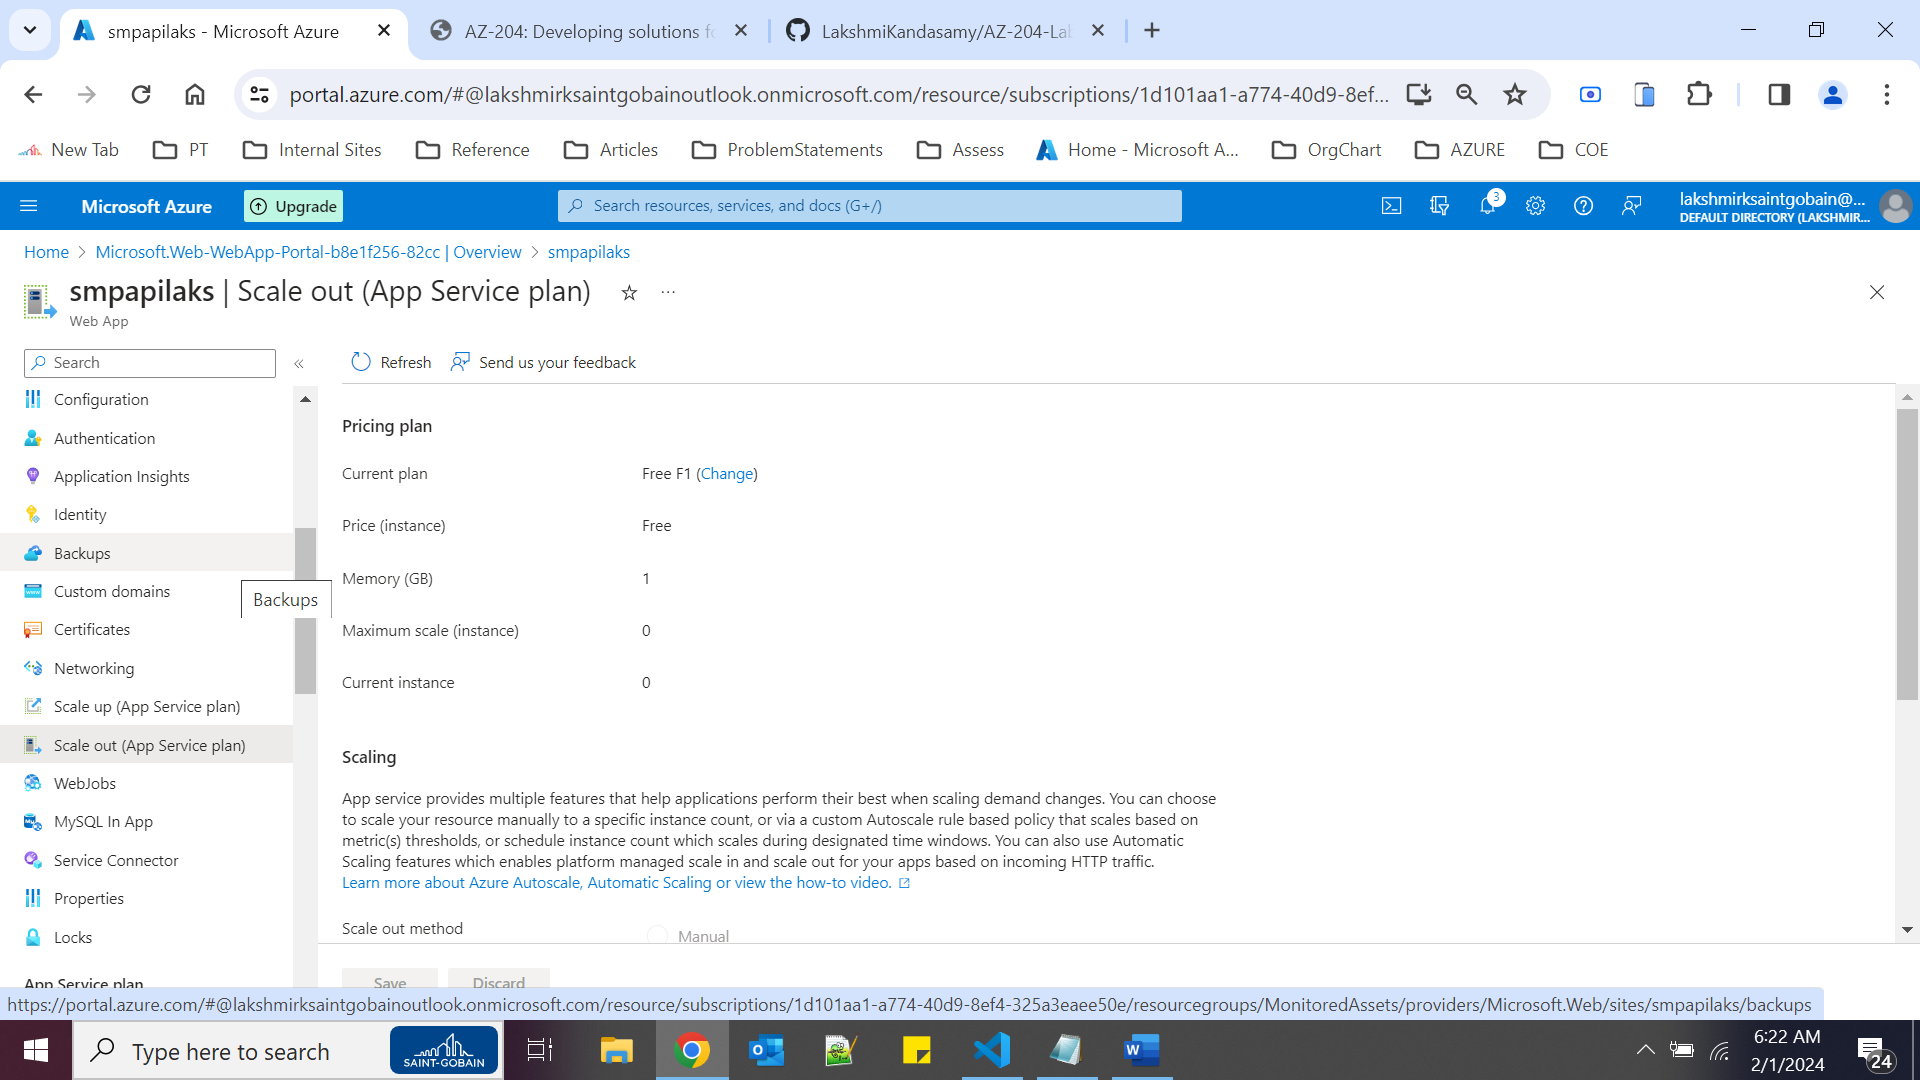 smpapilaks - Microsoft Azure
AZ-204: Developing solutions fo
LakshmiKandasamy/AZ-204-Lab
portal.azure.com/#@lakshmirksaintgobainoutlook.onmicrosoft.com/resource/subscriptions/1d101aa1-a774-40d9-8ef...
New Tab
PT
Internal Sites
Reference
Articles
ProblemStatements
Assess
Home - Microsoft A...
OrgChart
AZURE
COE
Microsoft Azure
Upgrade
Search resources, services, and docs (G+/)
3
lakshmirksaintgobain@...
DEFAULT DIRECTORY (LAKSHMIR...
Home
Microsoft.Web-WebApp-Portal-b8e1f256-82cc | Overview
smpapilaks
smpapilaks | Scale out (App Service plan)
...
Web App
Search
«
Refresh
Send us your feedback
Configuration
Authentication
Application Insights
Identity
Backups
Custom domains
Backups
Certificates
Networking
Scale up (App Service plan)
Scale out (App Service plan)
WebJobs
MySQL In App
Service Connector
Properties
Locks
App Service plan
Pricing plan
Current plan Free F1 (Change)
Price (instance) Free
Memory (GB) 1
Maximum scale (instance) 0
Current instance 0
Scaling
App service provides multiple features that help applications perform their best when scaling demand changes. You can choose
to scale your resource manually to a specific instance count, or via a custom Autoscale rule based policy that scales based on
metric(s) thresholds, or schedule instance count which scales during designated time windows. You can also use Automatic
Scaling features which enables platform managed scale in and scale out for your apps based on incoming HTTP traffic.
Learn more about Azure Autoscale, Automatic Scaling or view the how-to video.
Scale out method Manual
Save Discard
https://portal.azure.com/#@lakshmirksaintgobainoutlook.onmicrosoft.com/resource/subscriptions/1d101aa1-a774-40d9-8ef4-325a3eaee50e/resourcegroups/MonitoredAssets/providers/Microsoft.Web/sites/smpapilaks/backups
Type here to search
SAINT-GOBAIN
6:22 AM
2/1/2024
24